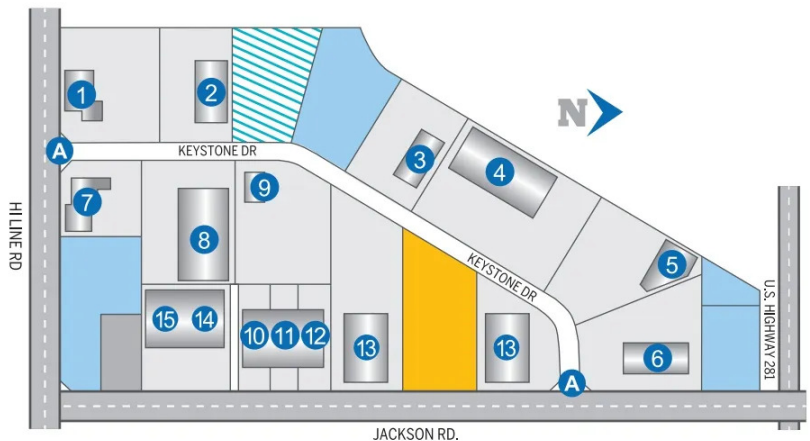 1
2
N
A
KEYSTONE DR
3
4
7
9
8
HI LINE RD
KEYSTONE DR
5
U.S. HIGHWAY 281
15
14
10
11
12
13
13
6
A
JACKSON RD.